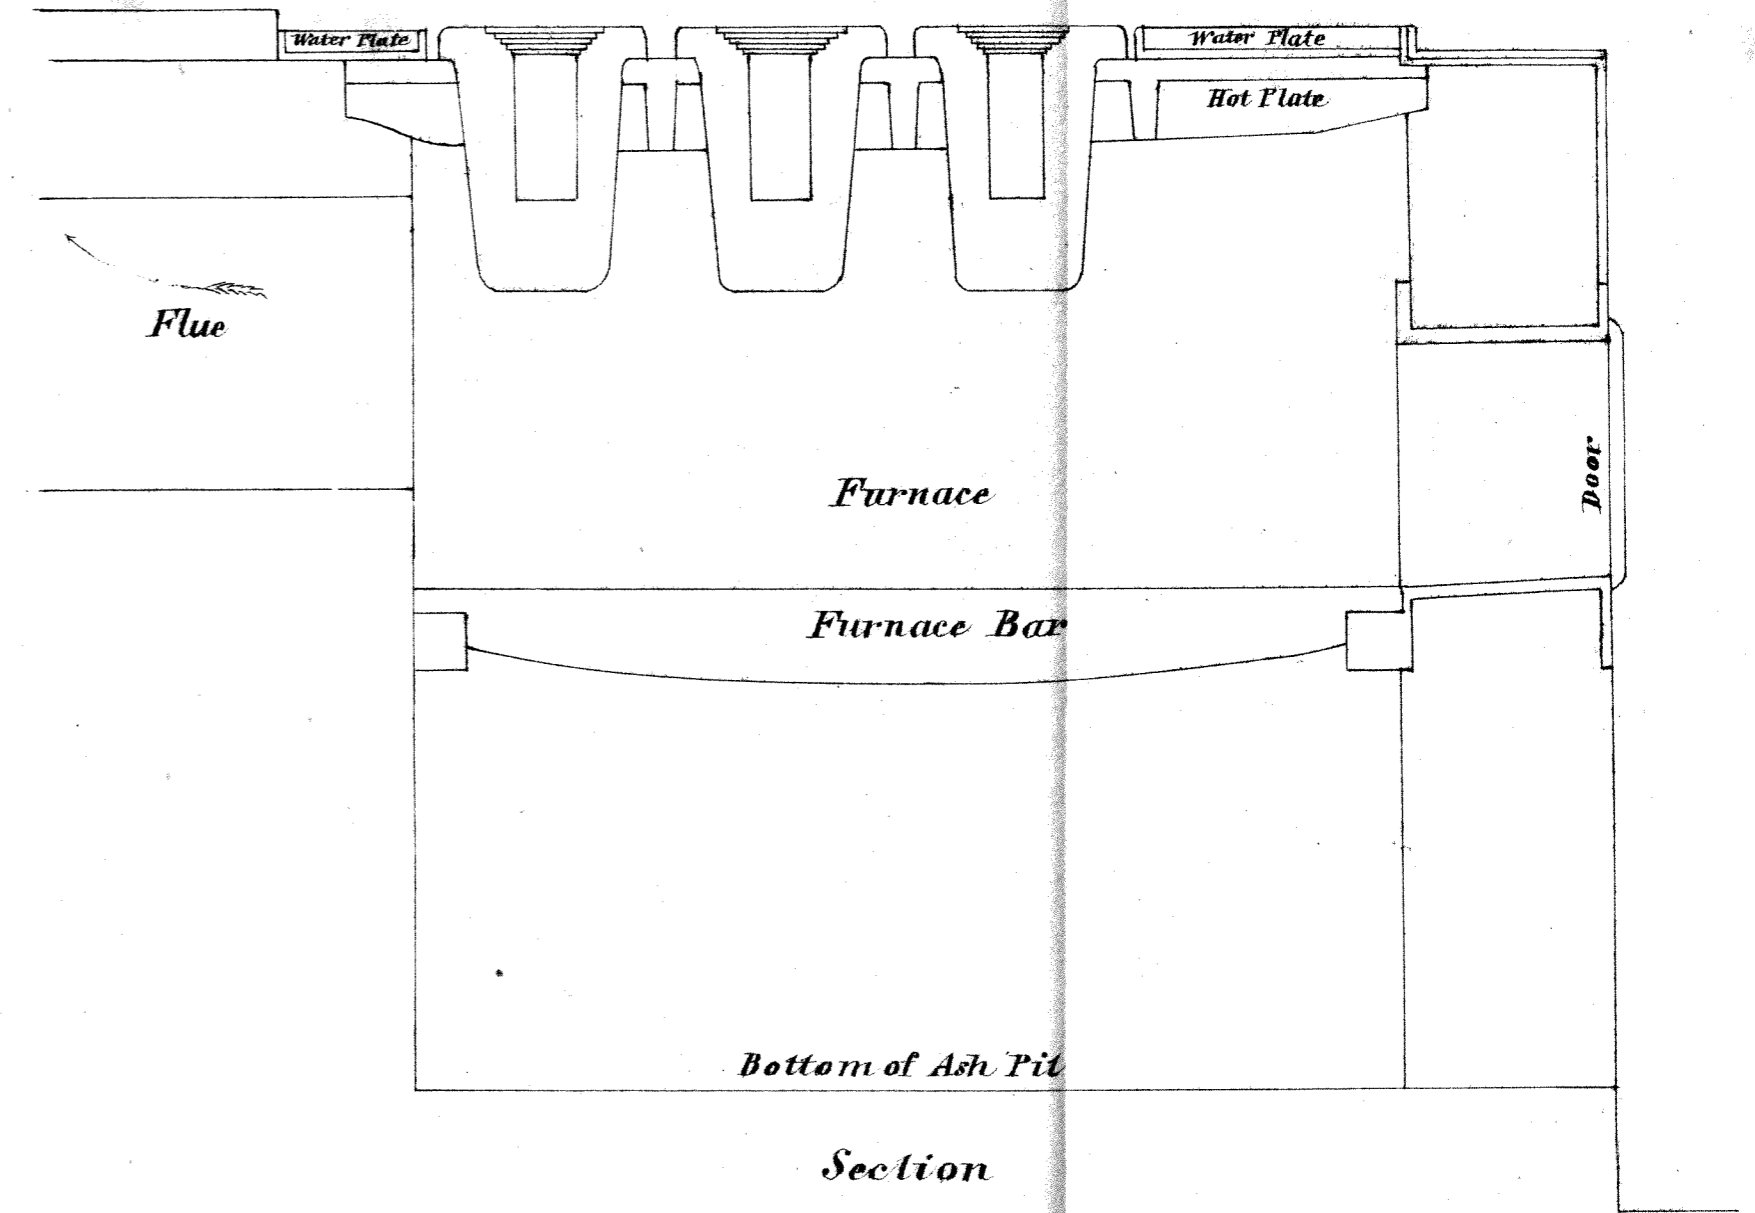 Water Plate
Water Plate
Hot Plate
Flue
Door
Furnace
Furnace Bar
Bottom of Ash Pit
Section